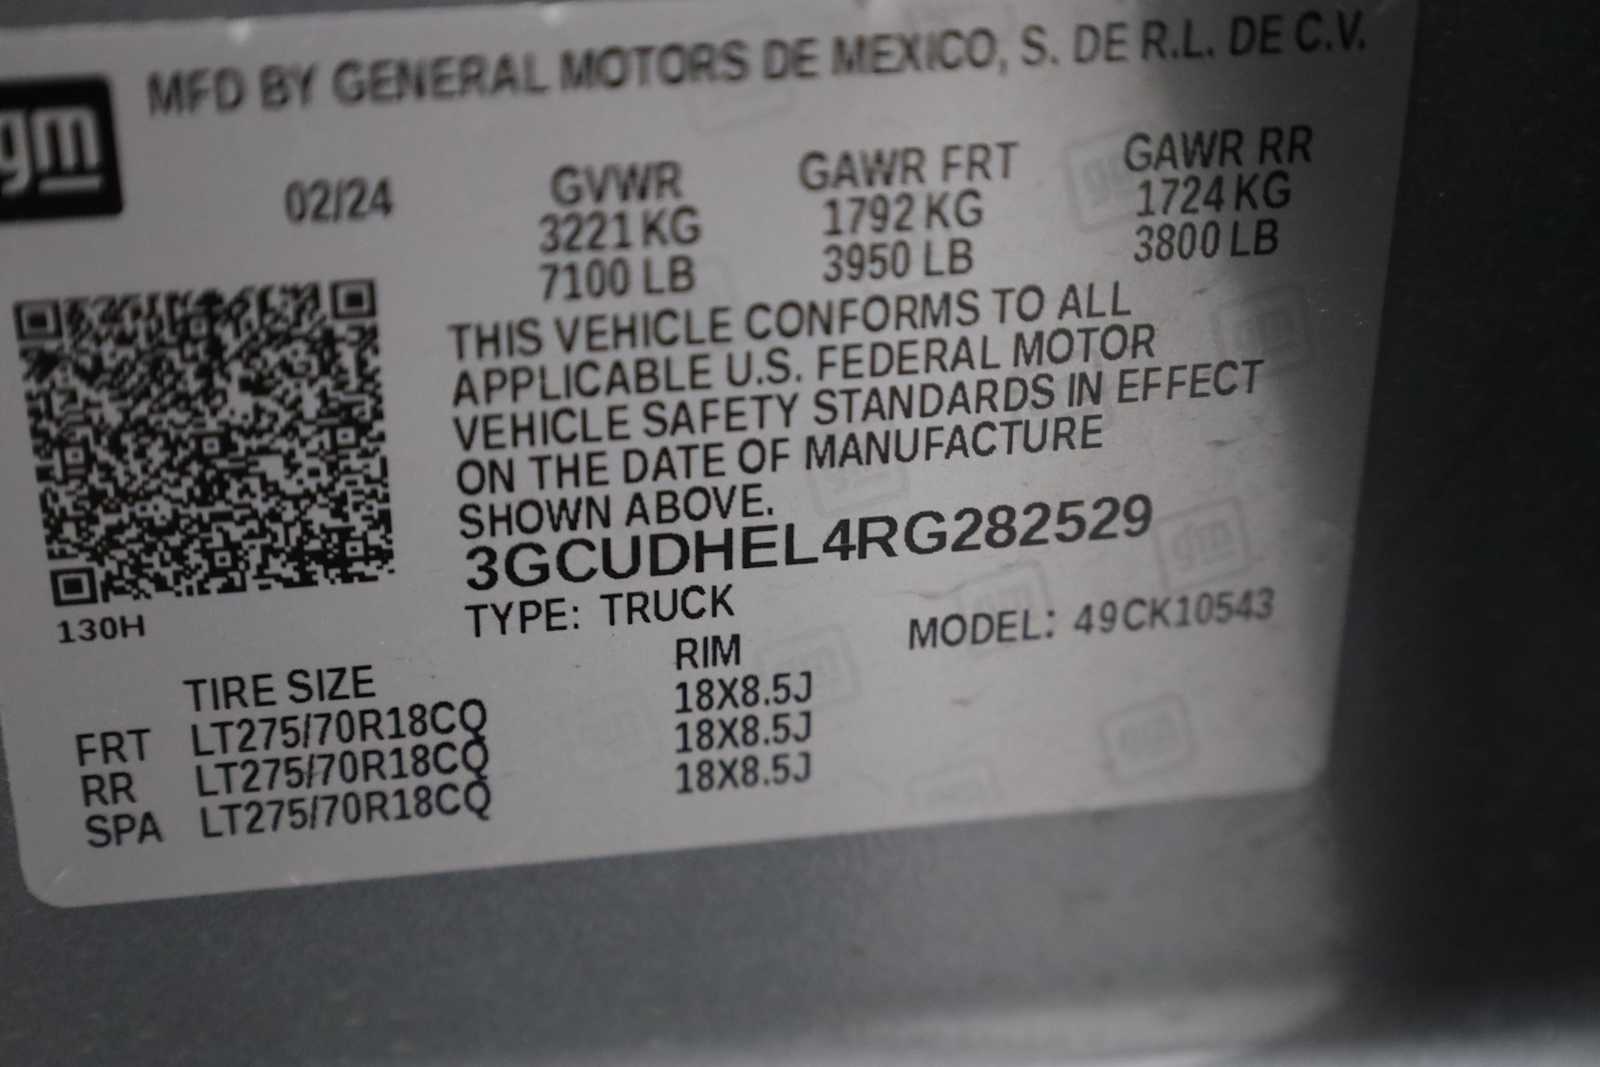 gm
MFD BY GENERAL MOTORS DE MEXICO, S. DE R.L. DE C.V.
02/24 GVWR GAWR FRT GAWR RR
3221 KG 1792 KG 1724 KG
7100 LB 3950 LB 3800 LB
THIS VEHICLE CONFORMS TO ALL
APPLICABLE U.S. FEDERAL MOTOR
VEHICLE SAFETY STANDARDS IN EFFECT
ON THE DATE OF MANUFACTURE
SHOWN ABOVE.
3GCUDHEL4RG282529
TYPE: TRUCK MODEL: 49CK10543
130H
TIRE SIZE RIM
FRT LT275/70R18CQ 18X8.5J
RR LT275/70R18CQ 18X8.5J
SPA LT275/70R18CQ 18X8.5J